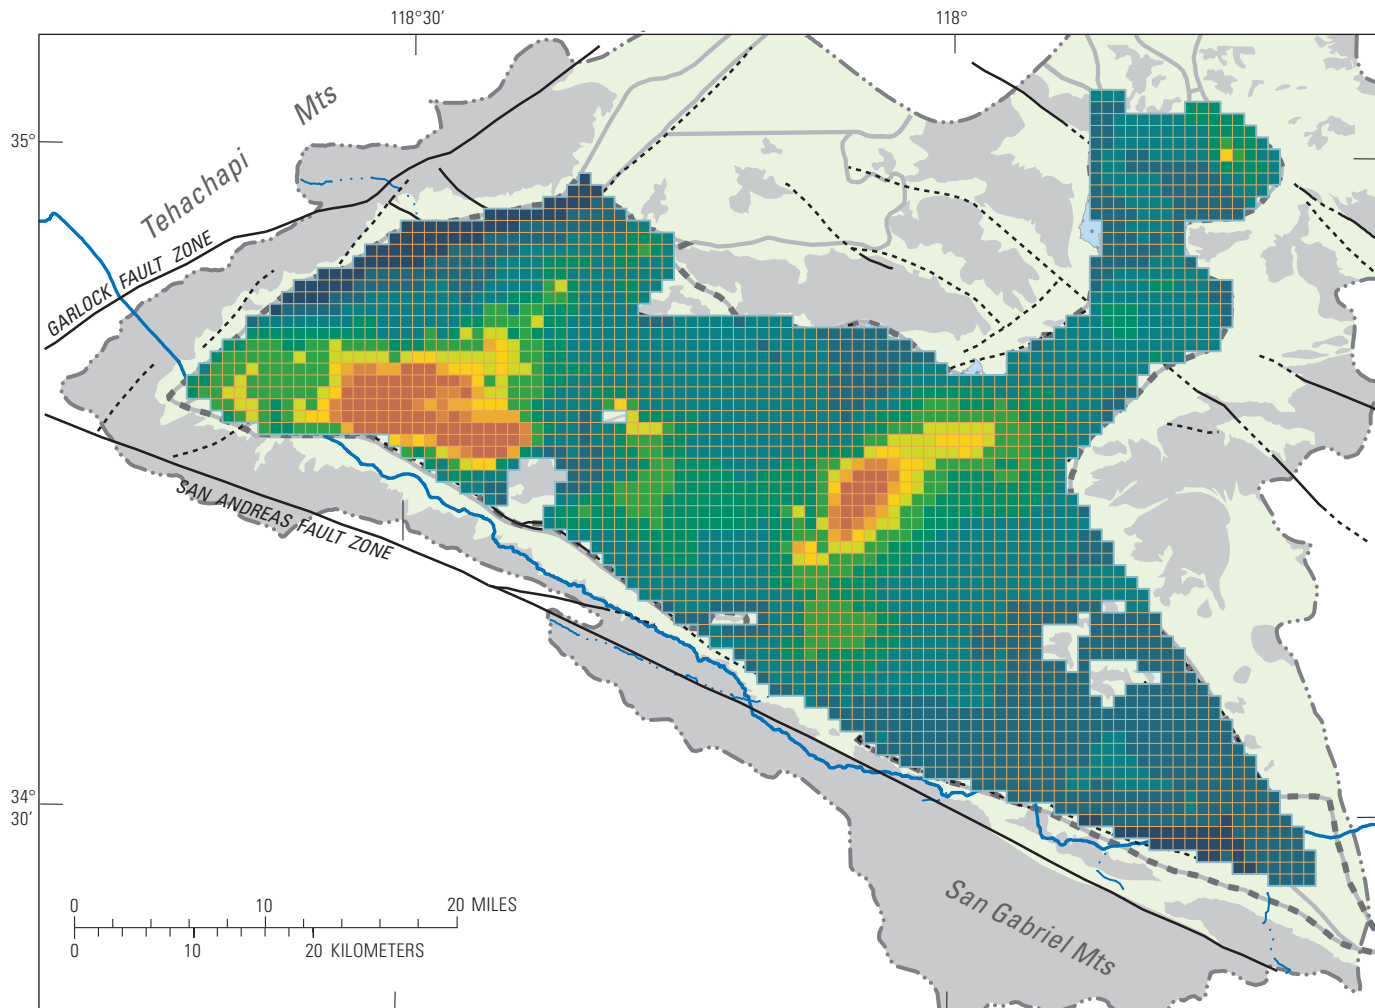 118°30′
118°
35°
Mts
Tehachapi
GARLOCK FAULT ZONE
SAN ANDREAS FAULT ZONE
34°
30′
0 10 20 MILES
0 10 20 KILOMETERS
San Gabriel Mts